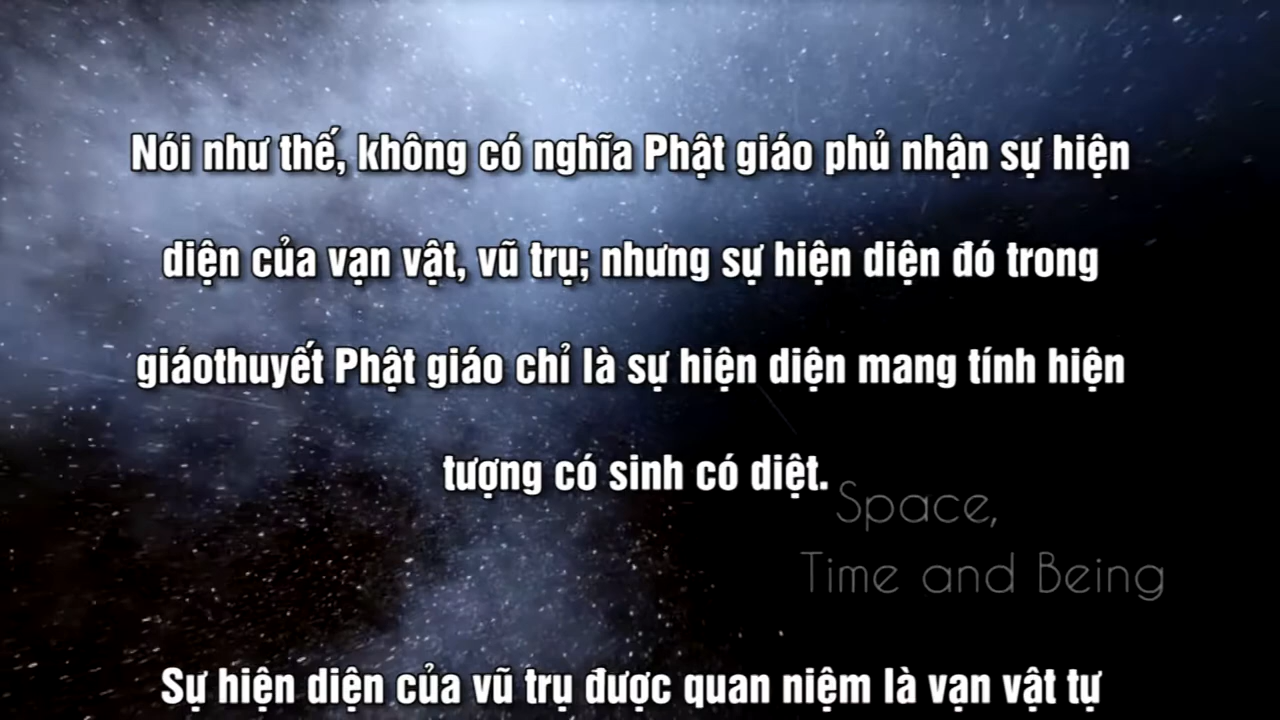 Nói như thế, không có nghĩa Phật giáo phủ nhận sự hiện
diện của vạn vật, vũ trụ; nhưng sự hiện diện đó trong
giáothuyết Phật giáo chỉ là sự hiện diện mang tính hiện
tượng có sinh có diệt.
Space,
Time and Being
Sự hiện diện của vũ trụ được quan niệm là vạn vật tự